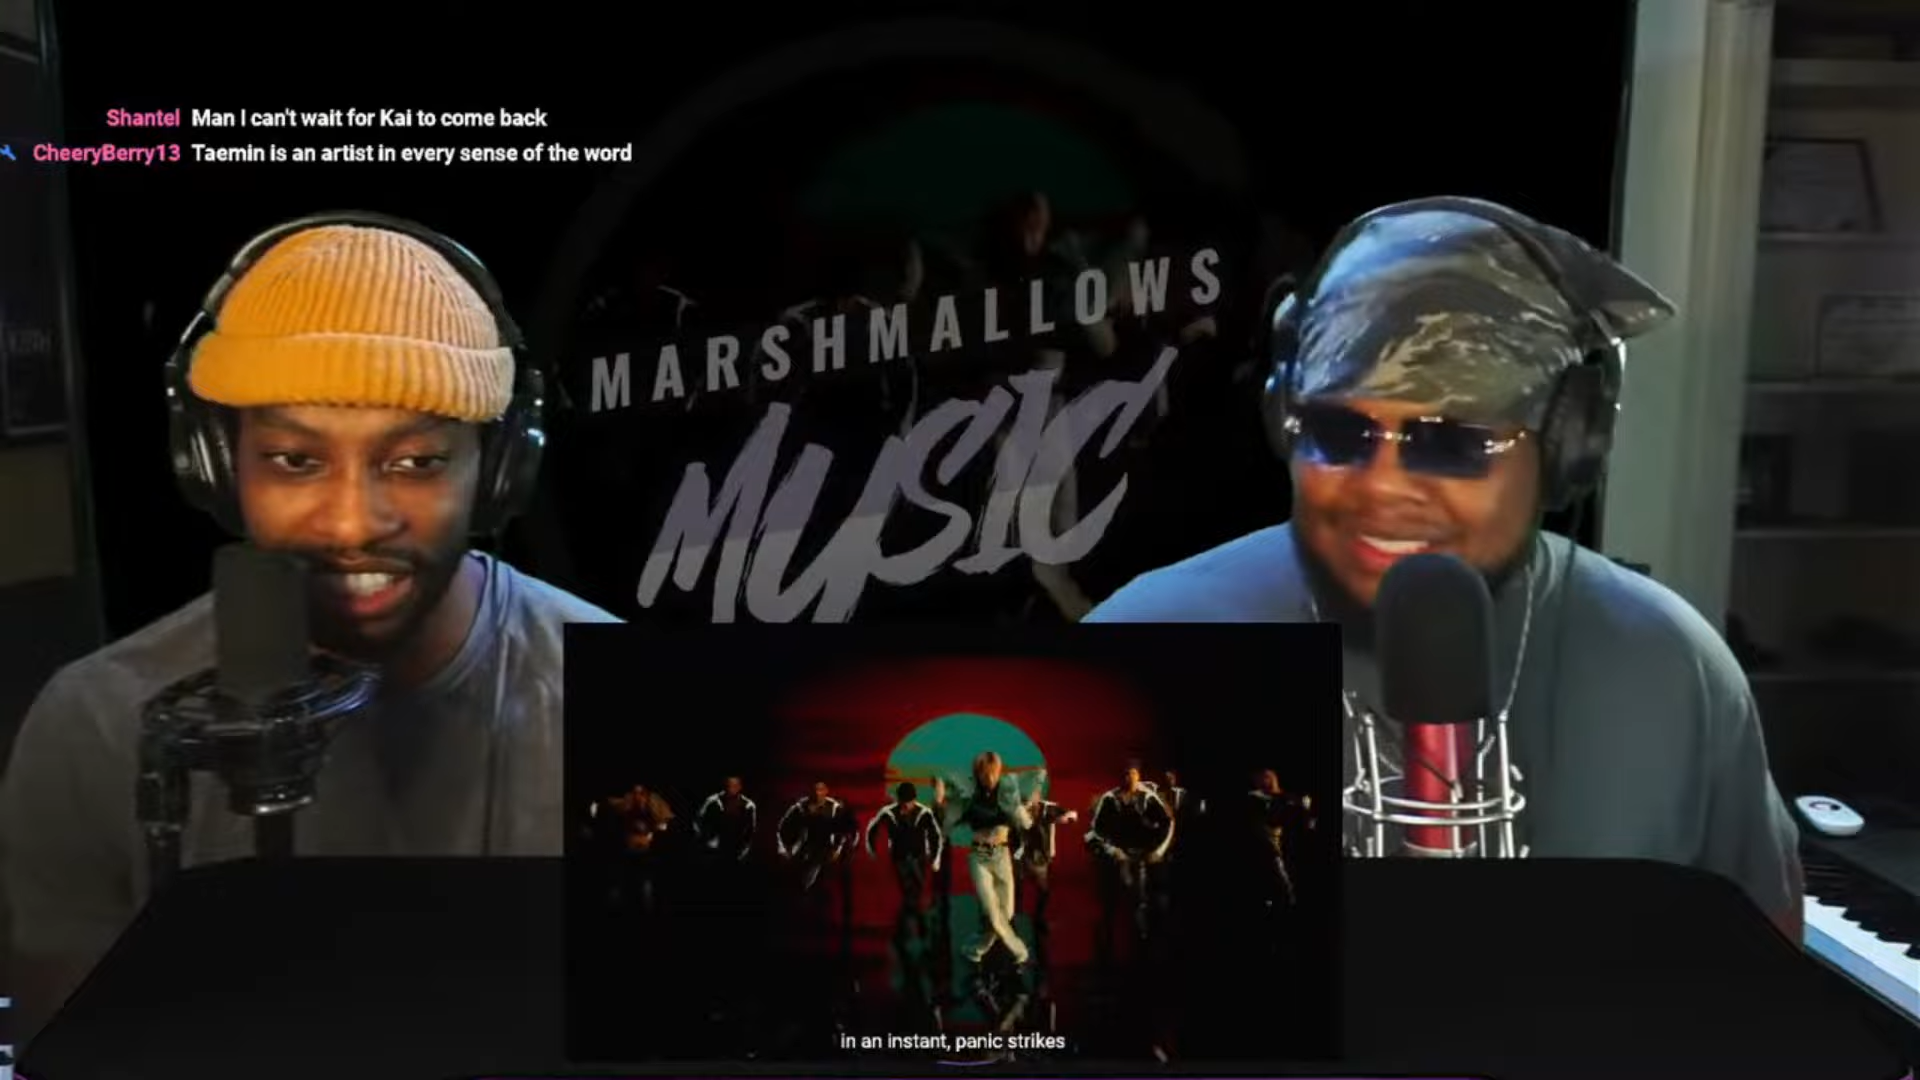 Shantel Man I can't wait for Kai to come back
CheeryBerry13 Taemin is an artist in every sense of the word
MARSHMALLOWS
MUSIC
in an instant, panic strikes